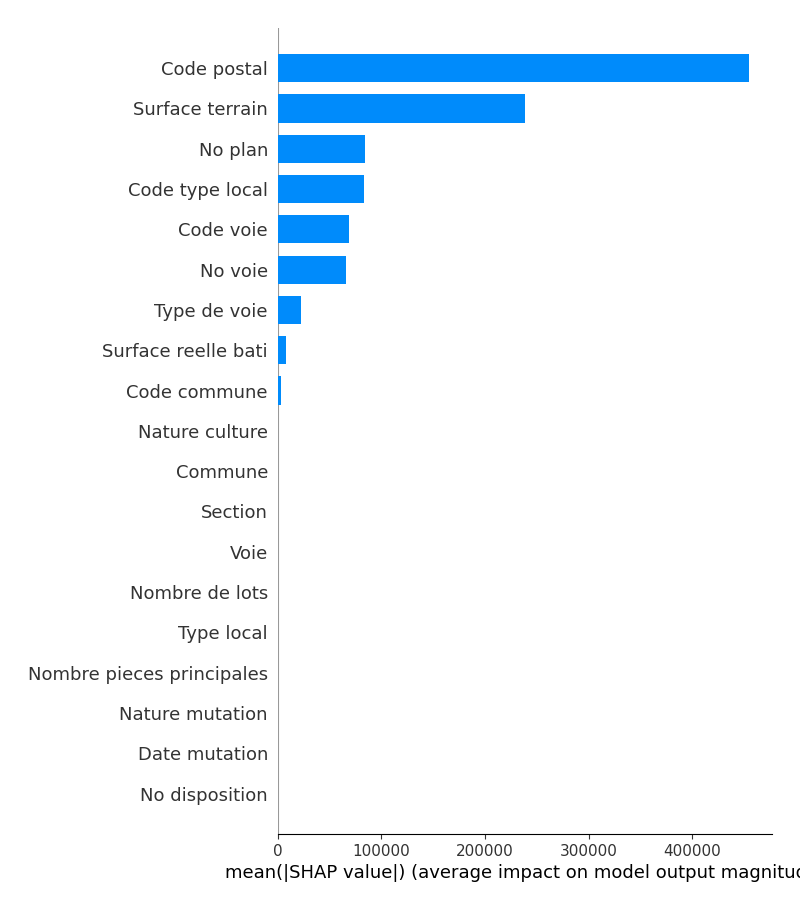 Code postal
Surface terrain
No plan
Code type local
Code voie
No voie
Type de voie
Surface reelle bati
Code commune
Nature culture
Commune
Section
Voie
Nombre de lots
Type local
Nombre pieces principales
Nature mutation
Date mutation
No disposition
0 100000 200000 300000 400000
mean(|SHAP value|) (average impact on model output magnitud